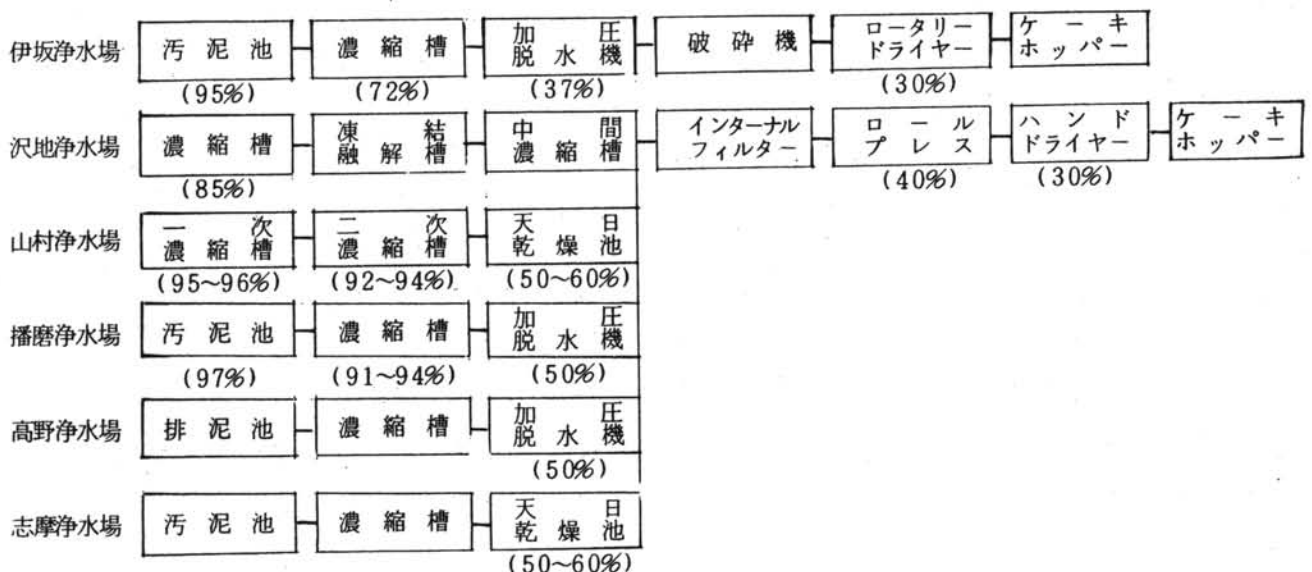 伊坂浄水場 汚泥池 濃縮槽 加圧脱水機 破砕機 ロータリードライヤー ケーキホッパー
(95%) (72%) (37%) (30%)
沢地浄水場 濃縮槽 凍結融解槽 中間濃縮槽 インターナルフィルター ロールプレス ハンドドライヤー ケーキホッパー
(85%) (40%) (30%)
山村浄水場 一次濃縮槽 二次濃縮槽 天日乾燥池
(95~96%) (92~94%) (50~60%)
播磨浄水場 汚泥池 濃縮槽 加圧脱水機
(97%) (91~94%) (50%)
高野浄水場 排泥池 濃縮槽 加圧脱水機
(50%)
志摩浄水場 汚泥池 濃縮槽 天日乾燥池
(50~60%)